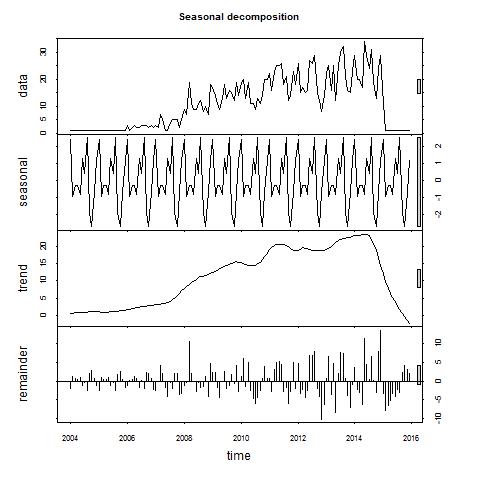 Seasonal decomposition
data
0 5 10 20 30
seasonal
-2 -1 0 1 2
trend
0 5 10 15 20
remainder
-10 -5 0 5 10
2004 2006 2008 2010 2012 2014 2016
time